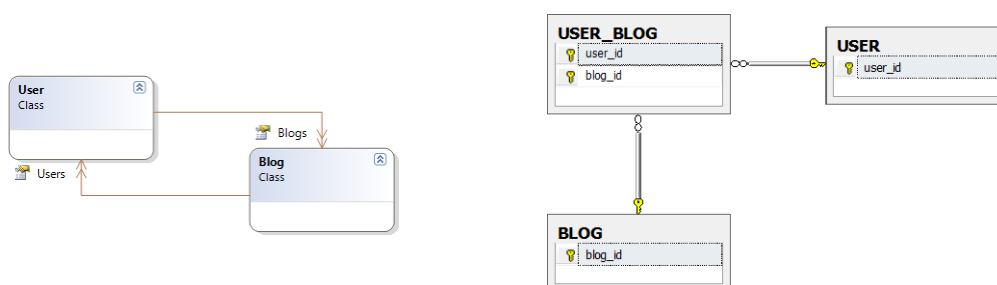 User
Class
Blogs
Blog
Class
Users
USER_BLOG
user_id
blog_id
USER
user_id
BLOG
blog_id